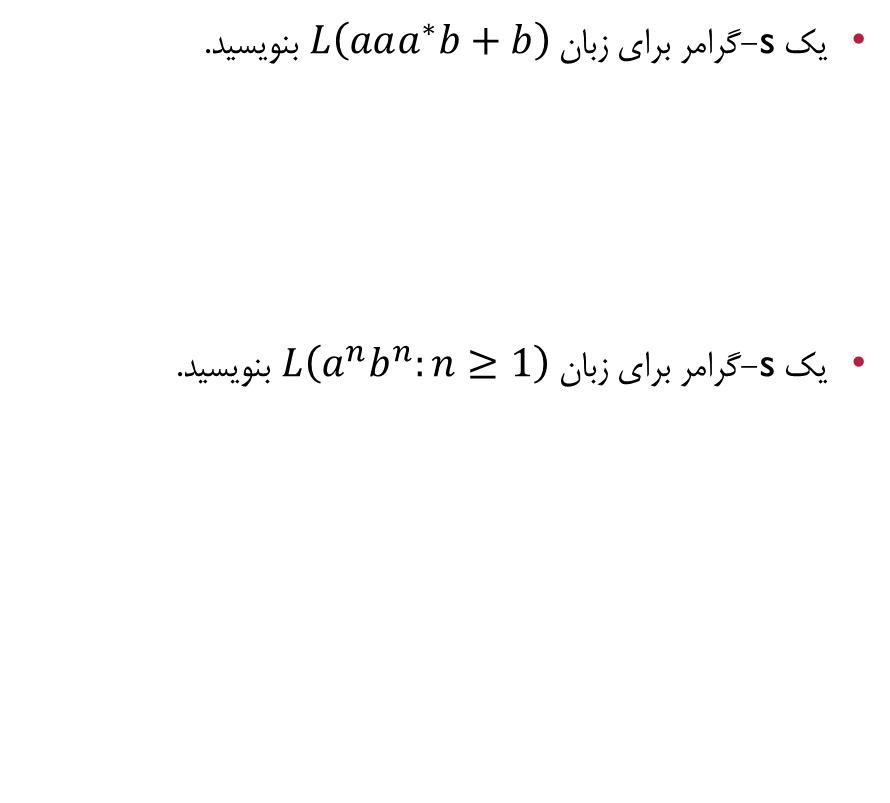 • یک s–گرامر برای زبان L(aaa*b + b) بنویسید.
• یک s–گرامر برای زبان L(aⁿbⁿ: n ≥ 1) بنویسید.